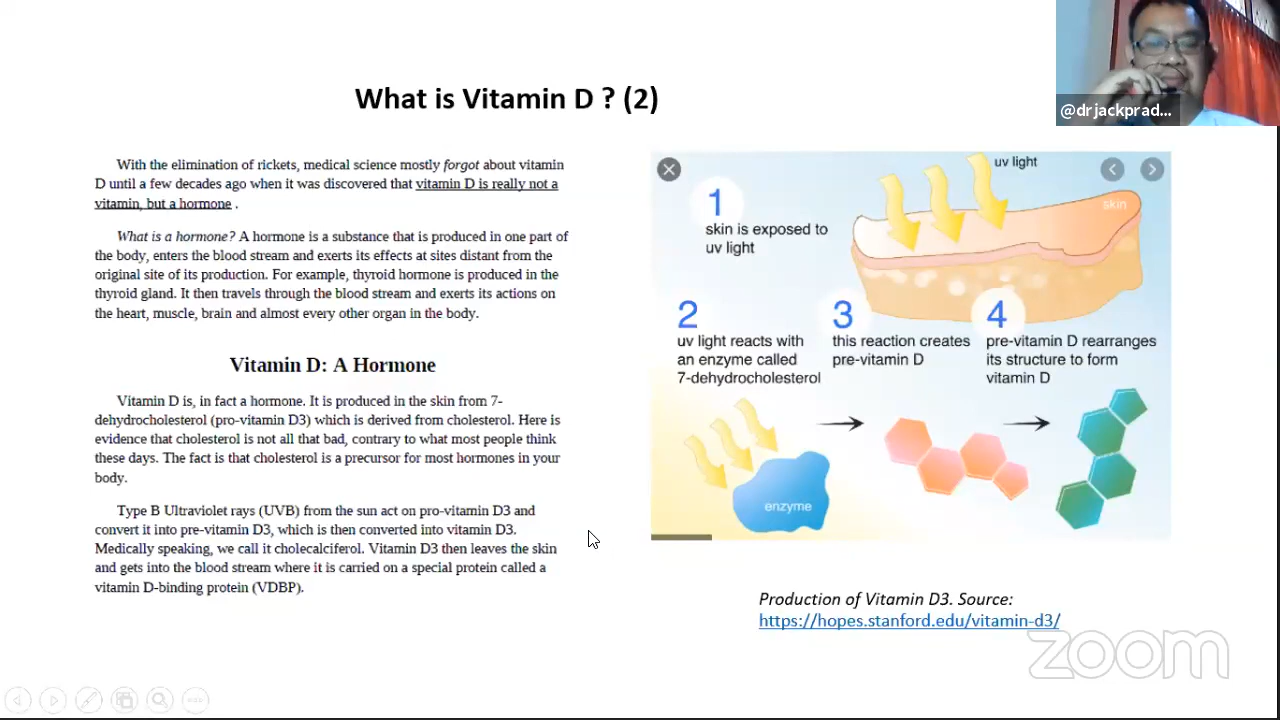 What is Vitamin D ? (2)
With the elimination of rickets, medical science mostly forgot about vitamin
D until a few decades ago when it was discovered that vitamin D is really not a
vitamin, but a hormone .
What is a hormone? A hormone is a substance that is produced in one part of
the body, enters the blood stream and exerts its effects at sites distant from the
original site of its production. For example, thyroid hormone is produced in the
thyroid gland. It then travels through the blood stream and exerts its actions on
the heart, muscle, brain and almost every other organ in the body.
Vitamin D: A Hormone
Vitamin D is, in fact a hormone. It is produced in the skin from 7-
dehydrocholesterol (pro-vitamin D3) which is derived from cholesterol. Here is
evidence that cholesterol is not all that bad, contrary to what most people think
these days. The fact is that cholesterol is a precursor for most hormones in your
body.
Type B Ultraviolet rays (UVB) from the sun act on pro-vitamin D3 and
convert it into pre-vitamin D3, which is then converted into vitamin D3.
Medically speaking, we call it cholecalciferol. Vitamin D3 then leaves the skin
and gets into the blood stream where it is carried on a special protein called a
vitamin D-binding protein (VDBP).
@drjackprad...
uv light
skin
1
skin is exposed to
uv light
2
uv light reacts with
an enzyme called
7-dehydrocholesterol
3
this reaction creates
pre-vitamin D
4
pre-vitamin D rearranges
its structure to form
vitamin D
enzyme
Production of Vitamin D3. Source:
https://hopes.stanford.edu/vitamin-d3/
zoom